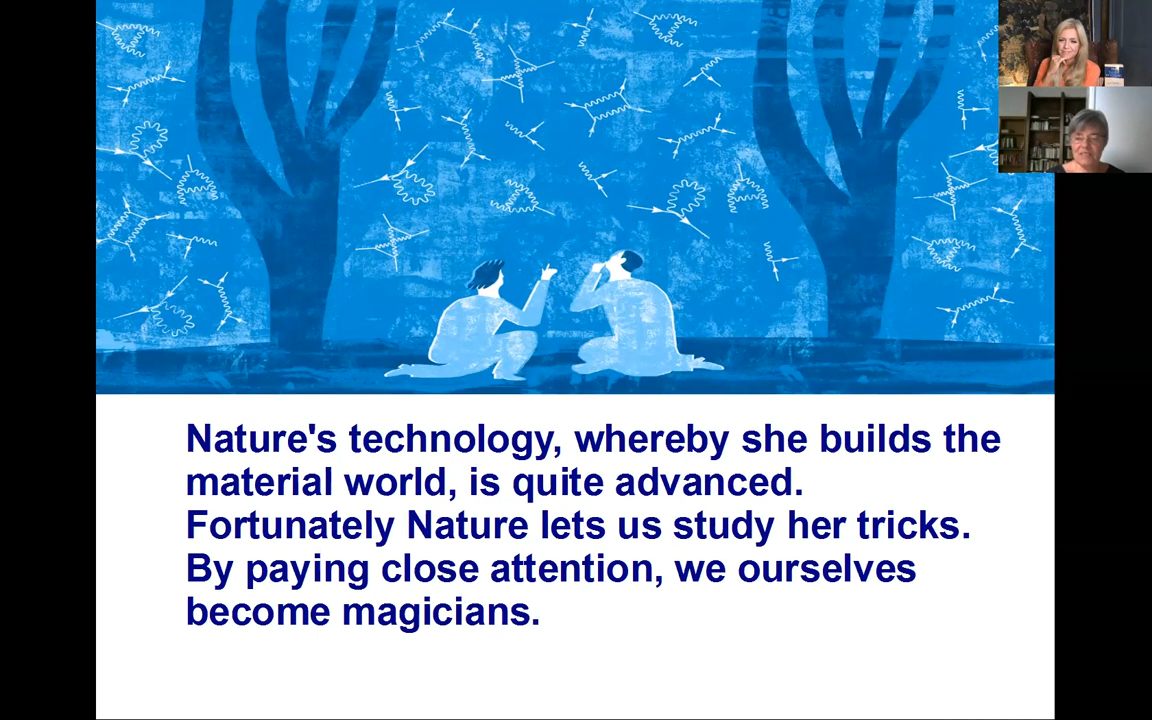 Nature's technology, whereby she builds the
material world, is quite advanced.
Fortunately Nature lets us study her tricks.
By paying close attention, we ourselves
become magicians.